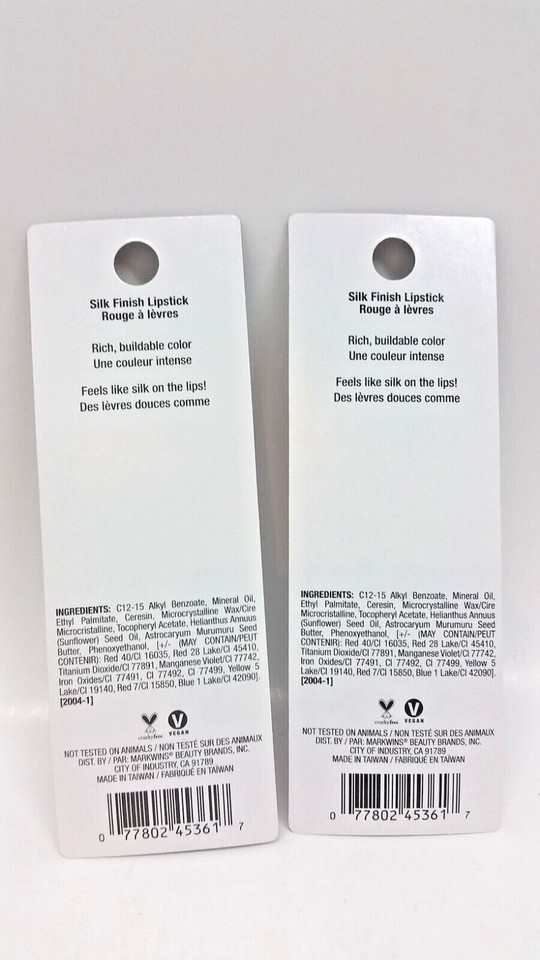 Silk Finish Lipstick
Rouge à lèvres
Rich, buildable color
Une couleur intense
Feels like silk on the lips!
Des lèvres douces comme
INGREDIENTS: C12-15 Alkyl Benzoate, Mineral Oil,
Ethyl Palmitate, Ceresin, Microcrystalline Wax/Cire
Microcristalline, Tocopheryl Acetate, Helianthus Annuus
(Sunflower) Seed Oil, Astrocaryum Murumuru Seed
Butter, Phenoxyethanol, [+/- (MAY CONTAIN/PEUT
CONTENIR): Red 40/CI 16035, Red 28 Lake/CI 45410,
Titanium Dioxide/CI 77891, Manganese Violet/CI 77742,
Iron Oxides/CI 77491, CI 77492, CI 77499, Yellow 5
Lake/CI 19140, Red 7/CI 15850, Blue 1 Lake/CI 42090].
[2004-1]
crueltyfree
V
VEGAN
NOT TESTED ON ANIMALS / NON TESTÉ SUR DES ANIMAUX
DIST. BY / PAR: MARKWINS® BEAUTY BRANDS, INC.
CITY OF INDUSTRY, CA 91789
MADE IN TAIWAN / FABRIQUÉ EN TAÏWAN
0 77802 45361 7
Silk Finish Lipstick
Rouge à lèvres
Rich, buildable color
Une couleur intense
Feels like silk on the lips!
Des lèvres douces comme
INGREDIENTS: C12-15 Alkyl Benzoate, Mineral Oil,
Ethyl Palmitate, Ceresin, Microcrystalline Wax/Cire
Microcristalline, Tocopheryl Acetate, Helianthus Annuus
(Sunflower) Seed Oil, Astrocaryum Murumuru Seed
Butter, Phenoxyethanol, [+/- (MAY CONTAIN/PEUT
CONTENIR): Red 40/CI 16035, Red 28 Lake/CI 45410,
Titanium Dioxide/CI 77891, Manganese Violet/CI 77742,
Iron Oxides/CI 77491, CI 77492, CI 77499, Yellow 5
Lake/CI 19140, Red 7/CI 15850, Blue 1 Lake/CI 42090].
[2004-1]
crueltyfree
V
VEGAN
NOT TESTED ON ANIMALS / NON TESTÉ SUR DES ANIMAUX
DIST. BY / PAR: MARKWINS® BEAUTY BRANDS, INC.
CITY OF INDUSTRY, CA 91789
MADE IN TAIWAN / FABRIQUÉ EN TAÏWAN
0 77802 45361 7